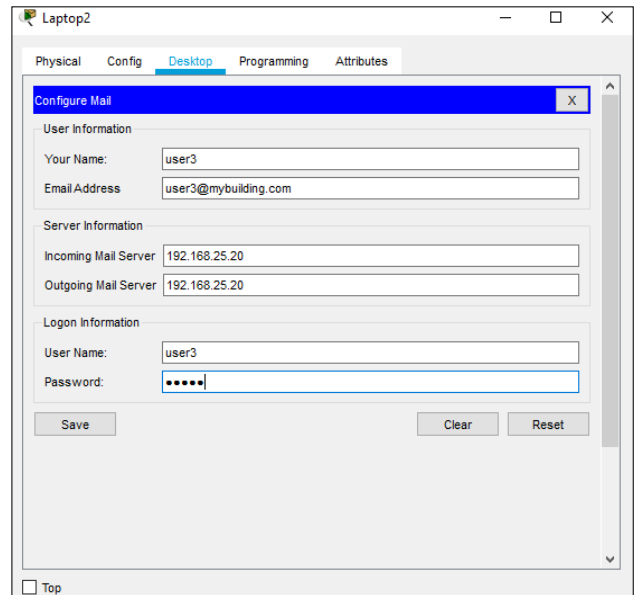 Laptop2
Physical Config Desktop Programming Attributes
Configure Mail X
User Information
Your Name: user3
Email Address user3@mybuilding.com
Server Information
Incoming Mail Server 192.168.25.20
Outgoing Mail Server 192.168.25.20
Logon Information
User Name: user3
Password: •••••
Save Clear Reset
Top